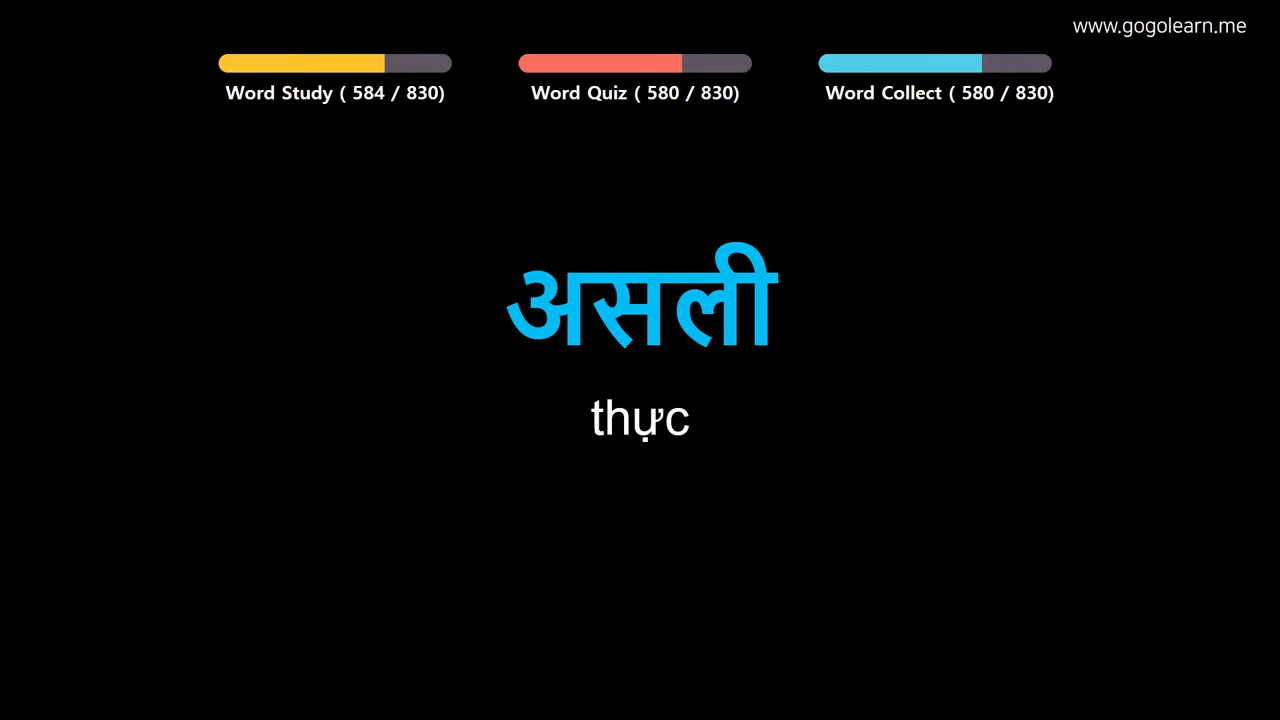 www.gogolearn.me
Word Study ( 584 / 830)
Word Quiz ( 580 / 830)
Word Collect ( 580 / 830)
असली
thực